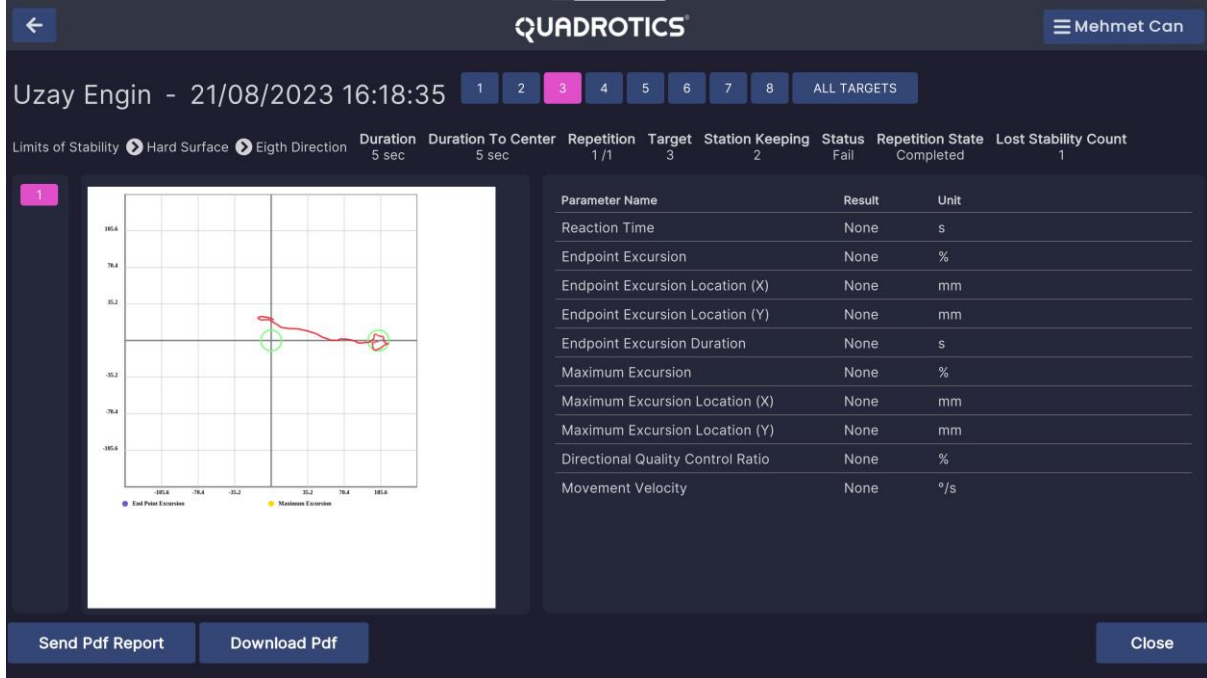 QUADROTICS®
Mehmet Can
Uzay Engin - 21/08/2023 16:18:35 1 2 3 4 5 6 7 8 ALL TARGETS
Limits of Stability Hard Surface Eigth Direction
Duration Duration To Center Repetition Target Station Keeping Status Repetition State Lost Stability Count
5 sec 5 sec 1 /1 3 2 Fail Completed 1
1
105.6
70.4
35.2
-35.2
-70.4
-105.6
-105.6 -70.4 -35.2 35.2 70.4 105.6
End Point Excursion Maximum Excursion
Parameter Name Result Unit
Reaction Time None s
Endpoint Excursion None %
Endpoint Excursion Location (X) None mm
Endpoint Excursion Location (Y) None mm
Endpoint Excursion Duration None s
Maximum Excursion None %
Maximum Excursion Location (X) None mm
Maximum Excursion Location (Y) None mm
Directional Quality Control Ratio None %
Movement Velocity None °/s
Send Pdf Report Download Pdf Close